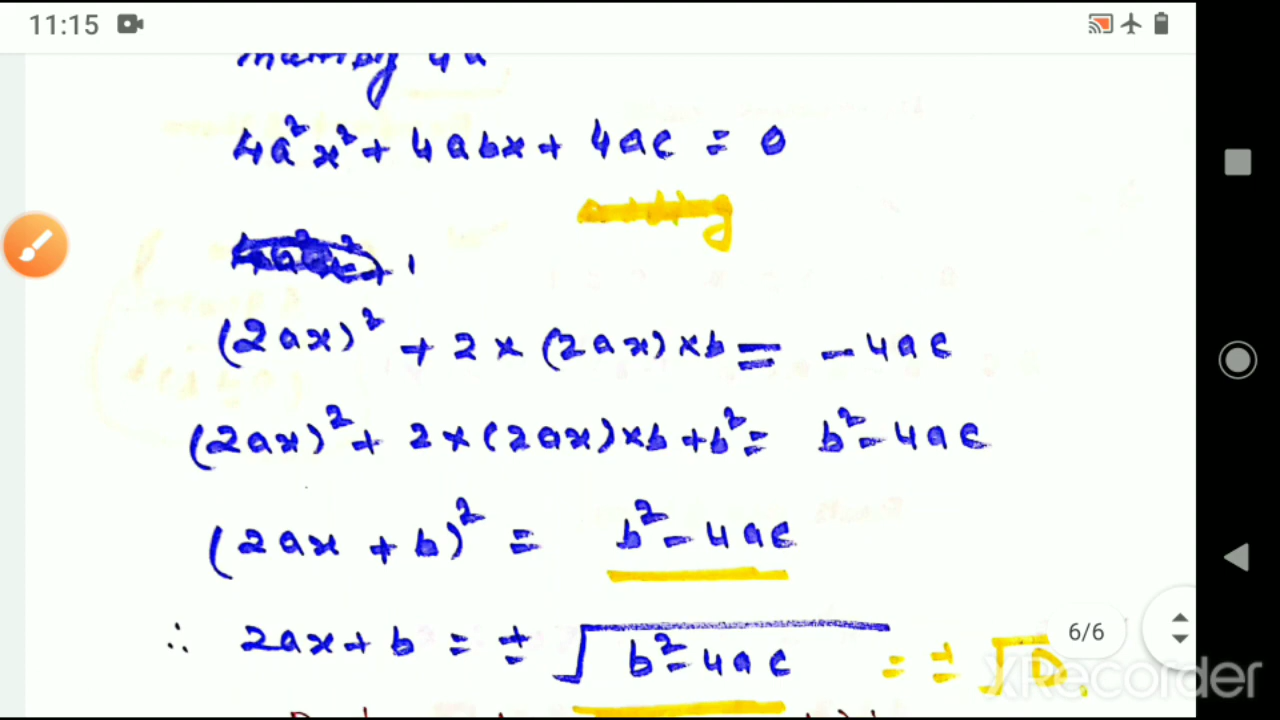 11:15
4a²x² + 4abx + 4ac = 0
adding
(2ax)² + 2 × (2ax) × b = - 4ac
(2ax)² + 2 × (2ax) × b + b² = b² - 4ac
(2ax + b)² = b² - 4ac
∴ 2ax + b = ± √b² - 4ac = ± √D.
6/6
XRecorder